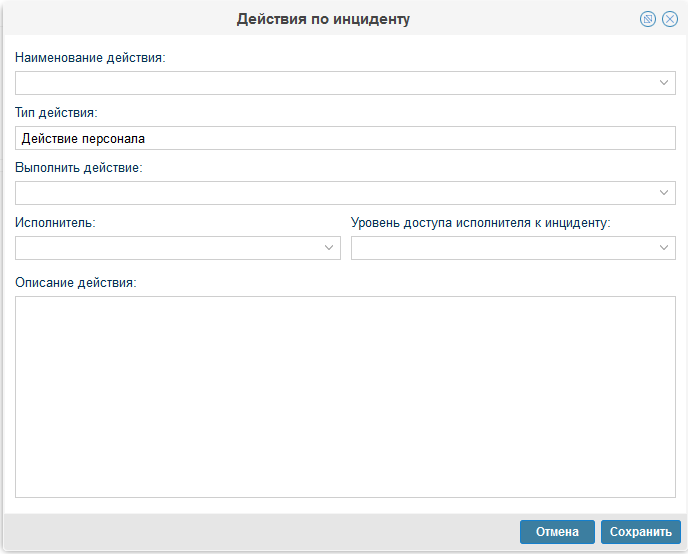 Действия по инциденту
Наименование действия:
Тип действия:
Действие персонала
Выполнить действие:
Исполнитель:
Уровень доступа исполнителя к инциденту:
Описание действия:
Отмена
Сохранить